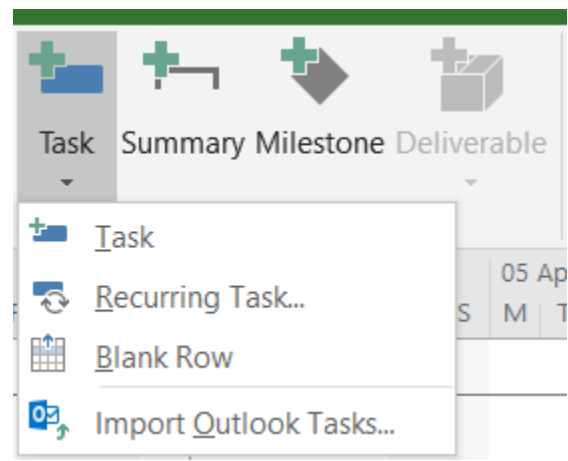 Task Summary Milestone Deliverable
Task
Recurring Task...
Blank Row
Import Outlook Tasks...
05 Ap
S M T